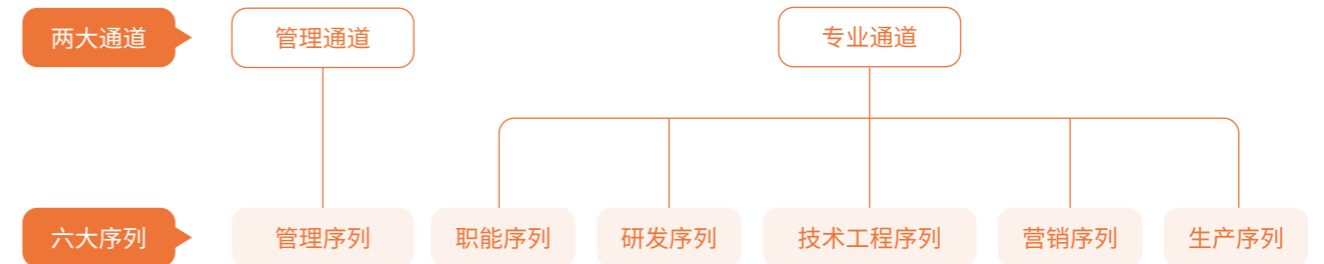 两大通道
管理通道
专业通道
六大序列
管理序列
职能序列
研发序列
技术工程序列
营销序列
生产序列